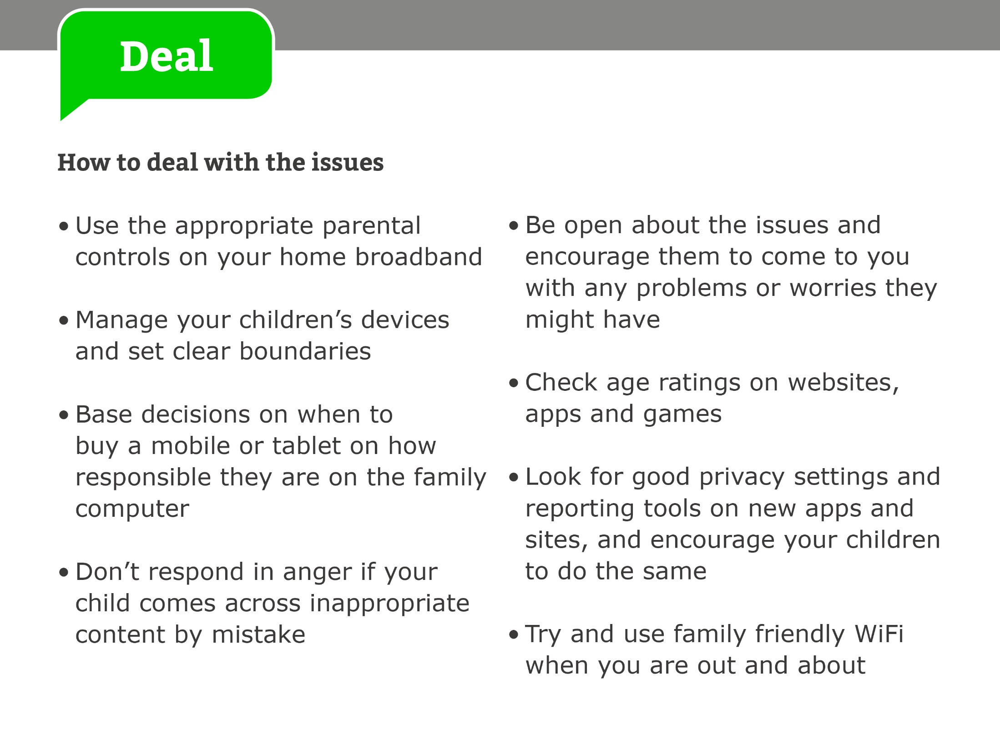 Deal
How to deal with the issues
• Use the appropriate parental
controls on your home broadband
• Manage your children’s devices
and set clear boundaries
• Base decisions on when to
buy a mobile or tablet on how
responsible they are on the family
computer
• Don’t respond in anger if your
child comes across inappropriate
content by mistake
• Be open about the issues and
encourage them to come to you
with any problems or worries they
might have
• Check age ratings on websites,
apps and games
• Look for good privacy settings and
reporting tools on new apps and
sites, and encourage your children
to do the same
• Try and use family friendly WiFi
when you are out and about